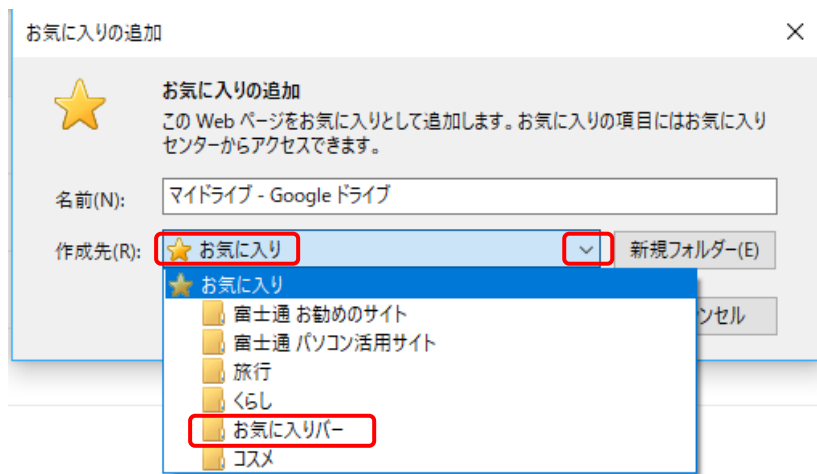 お気に入りの追加
お気に入りの追加
この Web ページをお気に入りとして追加します。お気に入りの項目にはお気に入り
センターからアクセスできます。
名前(N): マイドライブ - Google ドライブ
作成先(R): お気に入り 新規フォルダー(E)
お気に入り
富士通 お勧めのサイト
ンセル
富士通 パソコン活用サイト
旅行
くらし
お気に入りバー
コスメ